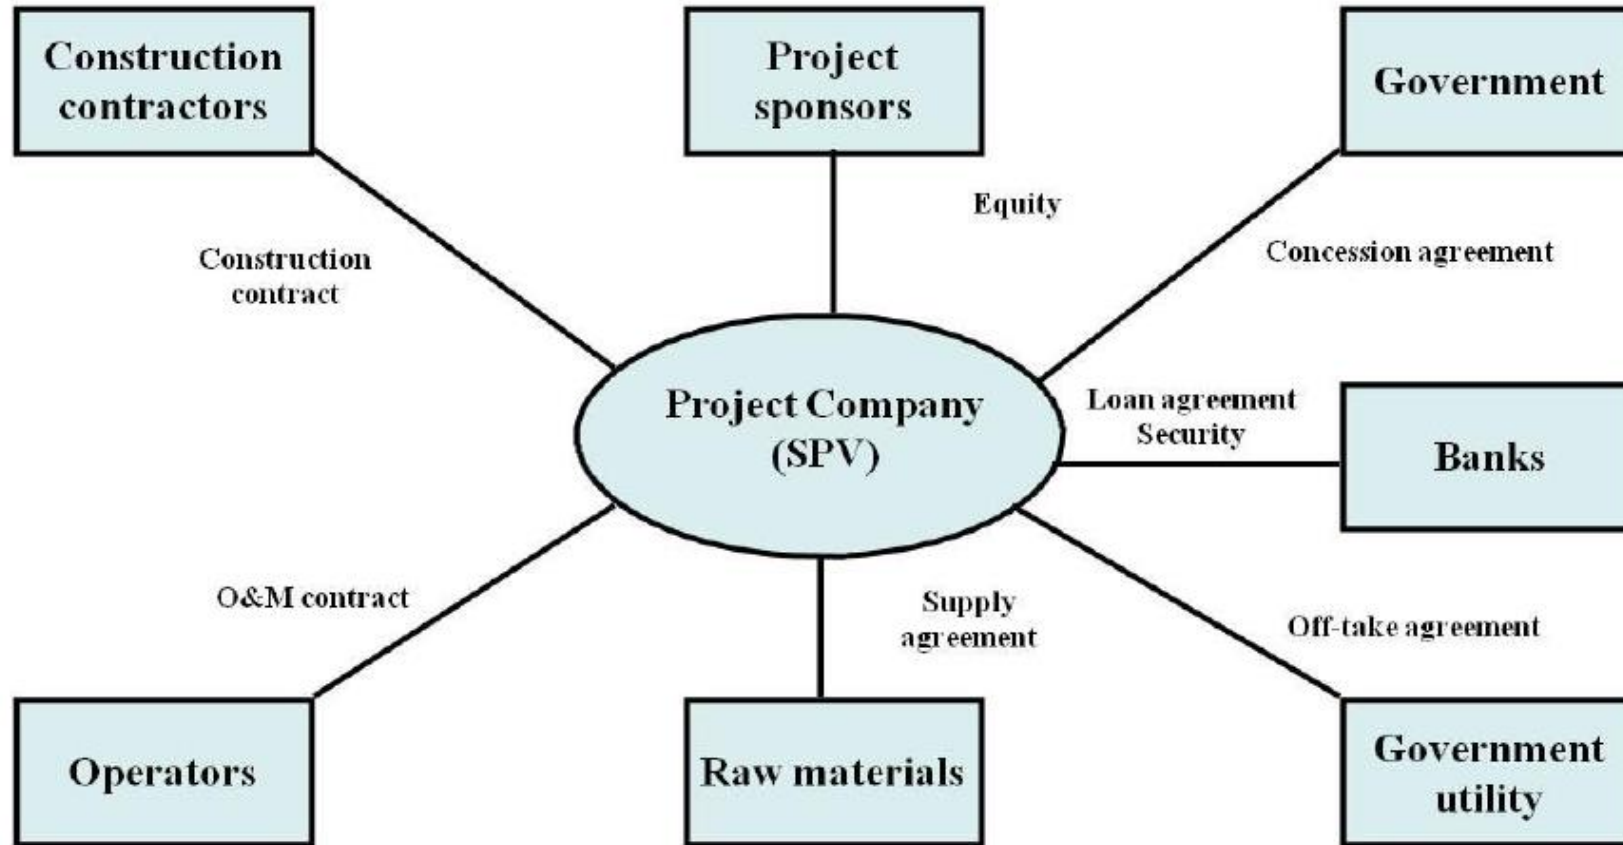 Construction
contractors
Project
sponsors
Government
Equity
Construction
contract
Concession agreement
Project Company
(SPV)
Loan agreement
Security
Banks
O&M contract
Supply
agreement
Off-take agreement
Operators
Raw materials
Government
utility